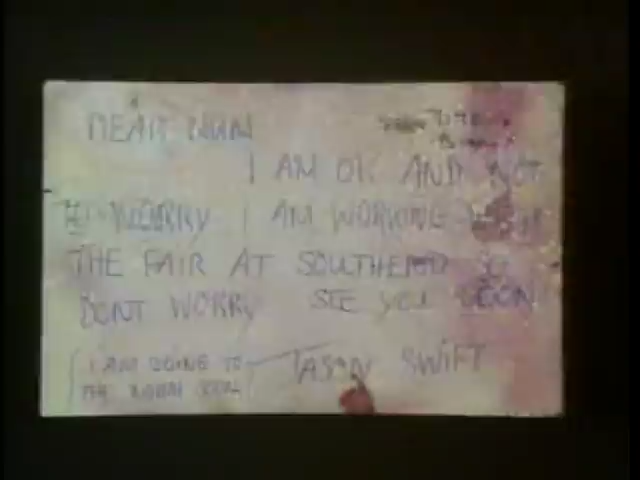 DEAR NUN
I AM OK AND NOT
TO WORRY I AM WORKING
THE FAIR AT SOUTHEND SO
DONT WORRY SEE YOU SOON
I AM GOING TO
JASON SWIFT